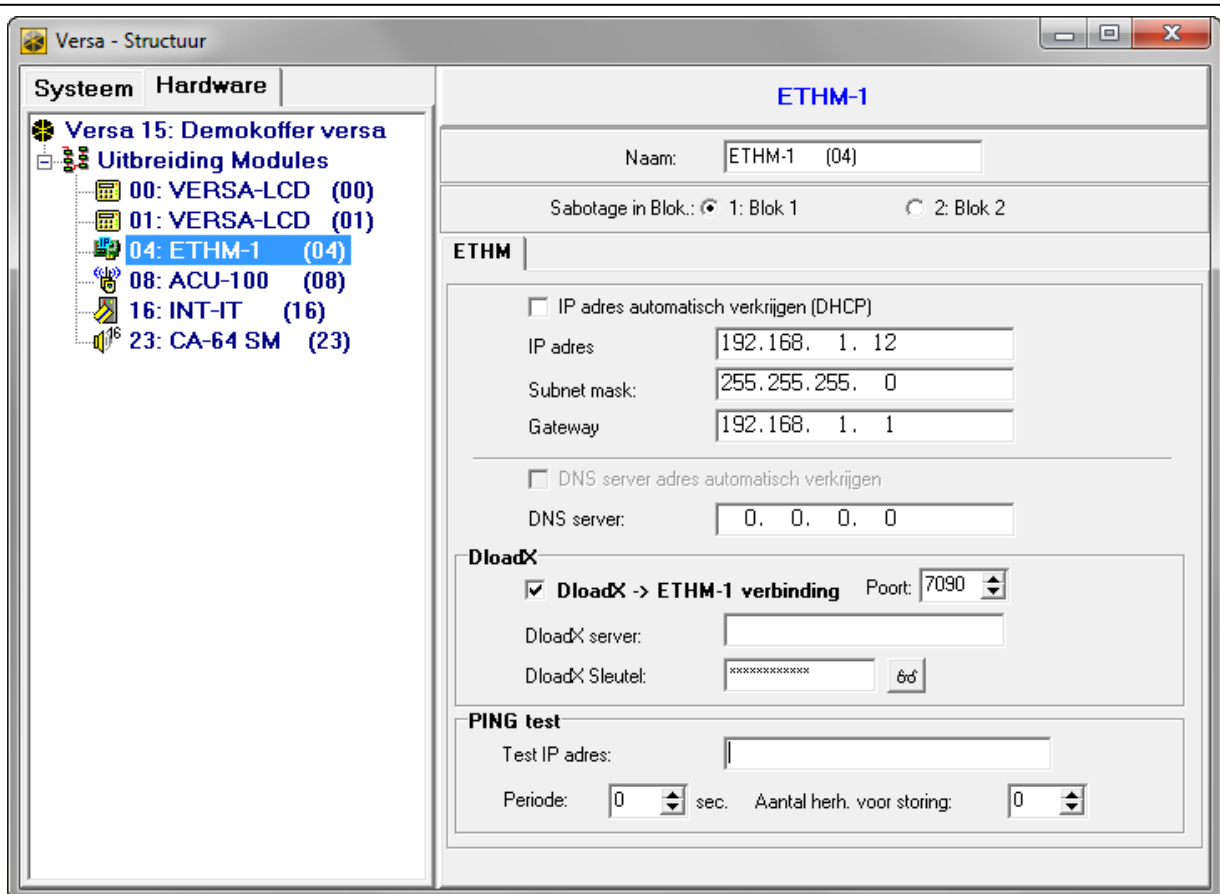 Versa - Structuur
Systeem Hardware
Versa 15: Demokoffer versa
Uitbreiding Modules
00: VERSA-LCD (00)
01: VERSA-LCD (01)
04: ETHM-1 (04)
08: ACU-100 (08)
16: INT-IT (16)
23: CA-64 SM (23)
ETHM-1
Naam: ETHM-1 (04)
Sabotage in Blok.: 1: Blok 1 2: Blok 2
ETHM
IP adres automatisch verkrijgen (DHCP)
IP adres 192.168. 1. 12
Subnet mask: 255.255.255. 0
Gateway 192.168. 1. 1
DNS server adres automatisch verkrijgen
DNS server: 0. 0. 0. 0
DloadX
DloadX -> ETHM-1 verbinding Poort: 7090
DloadX server:
DloadX Sleutel: ************
PING test
Test IP adres:
Periode: 0 sec. Aantal herh. voor storing: 0